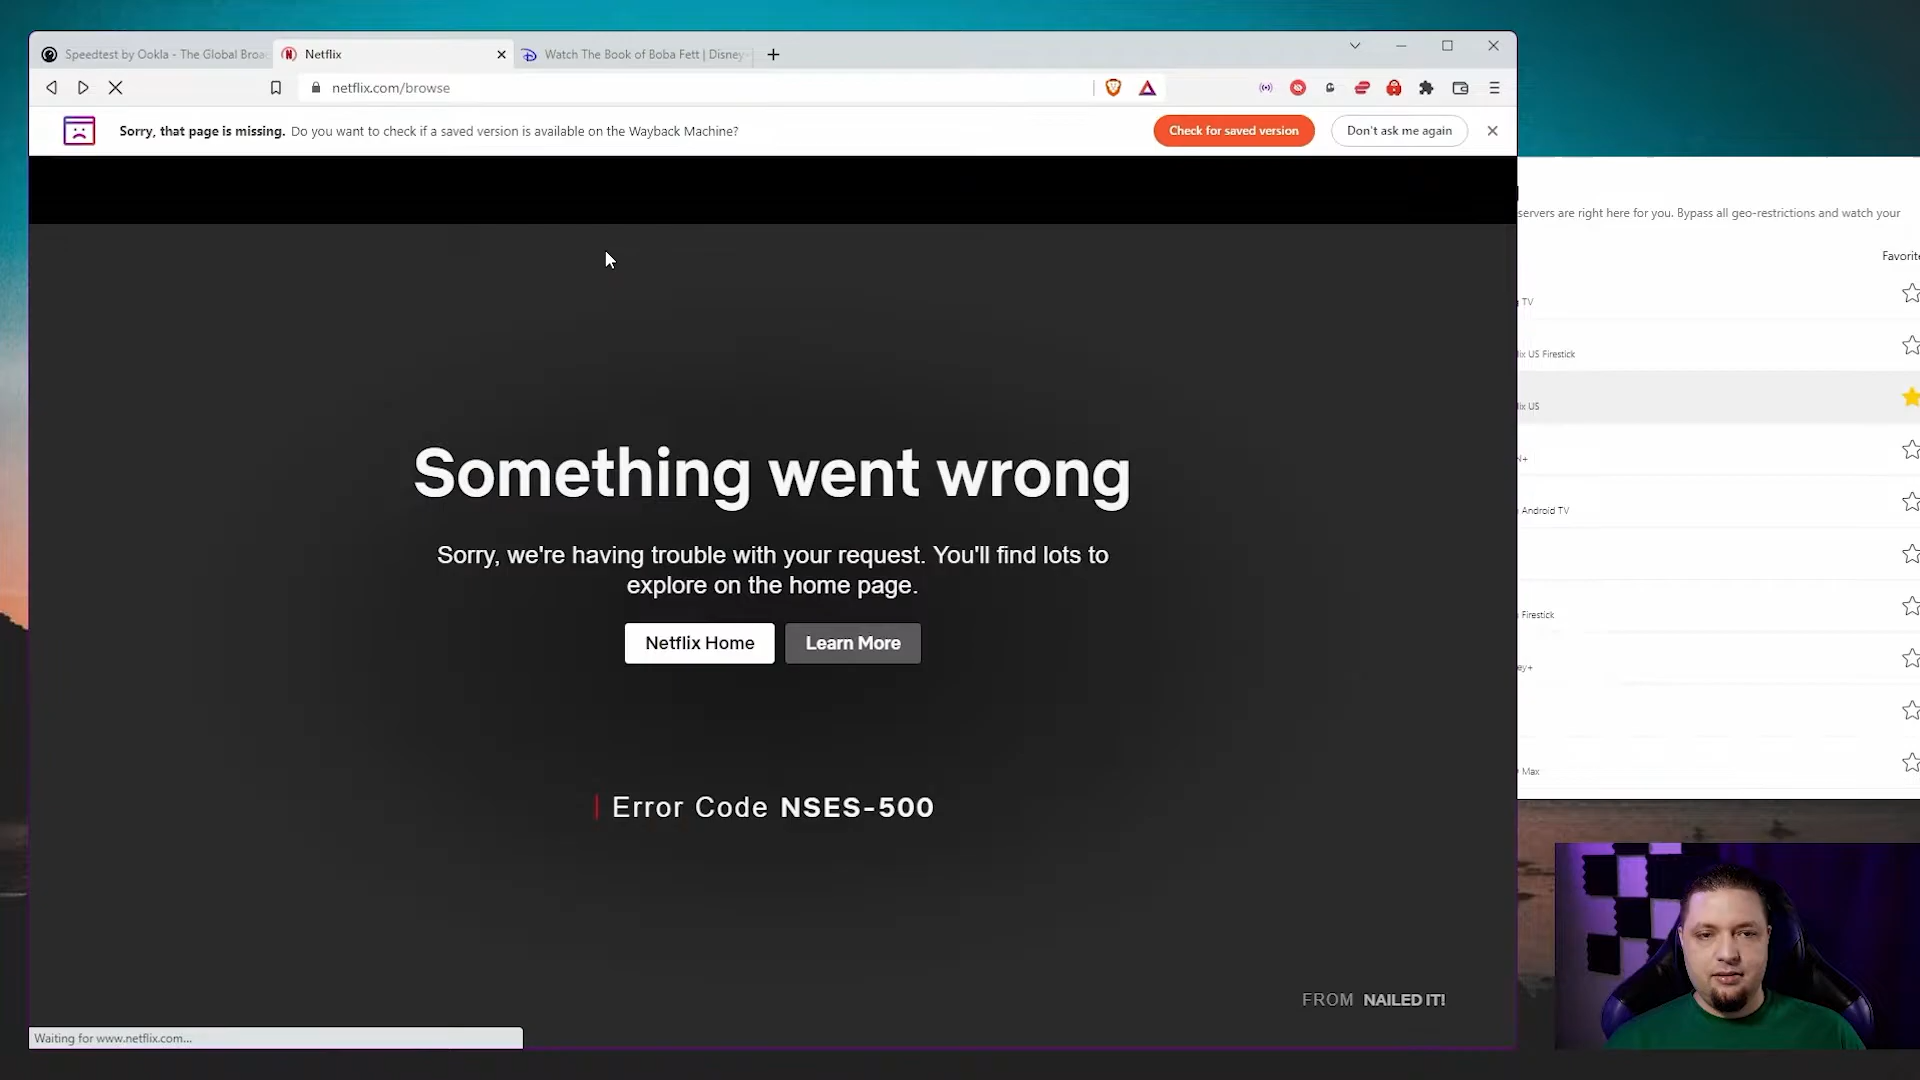 Speedtest by Ookla - The Global Broa
Netflix
Watch The Book of Boba Fett | Disney
netflix.com/browse
Sorry, that page is missing. Do you want to check if a saved version is available on the Wayback Machine?
Check for saved version
Don't ask me again
servers are right here for you. Bypass all geo-restrictions and watch your
Favorite
TV
lix US Firestick
lix US
N+
Android TV
Firestick
ey+
Max
Something went wrong
Sorry, we're having trouble with your request. You'll find lots to
explore on the home page.
Netflix Home
Learn More
Error Code NSES-500
FROM NAILED IT!
Waiting for www.netflix.com...